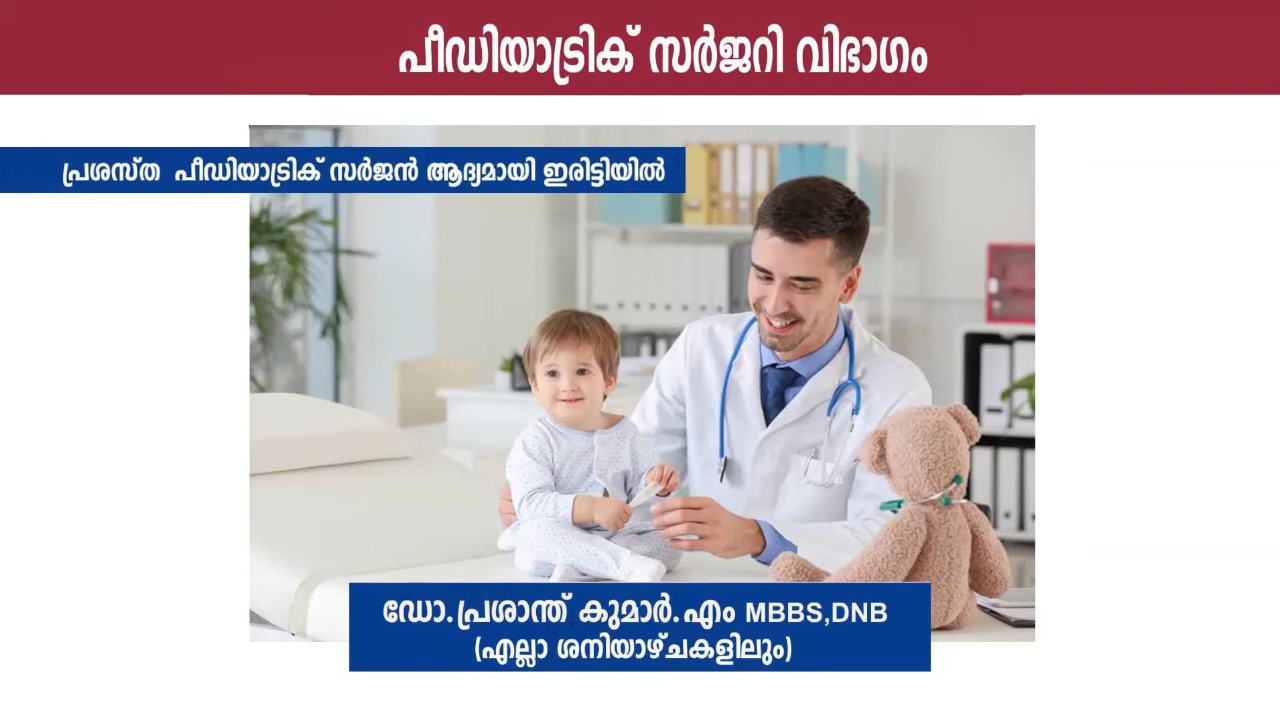 പീഡിയാട്രിക് സർജറി വിഭാഗം
പ്രശസ്ത പീഡിയാട്രിക് സർജൻ ആദ്യമായി ഇരിട്ടിയിൽ
ഡോ.പ്രശാന്ത് കുമാർ.എം MBBS,DNB
(എല്ലാ ശനിയാഴ്ചകളിലും)